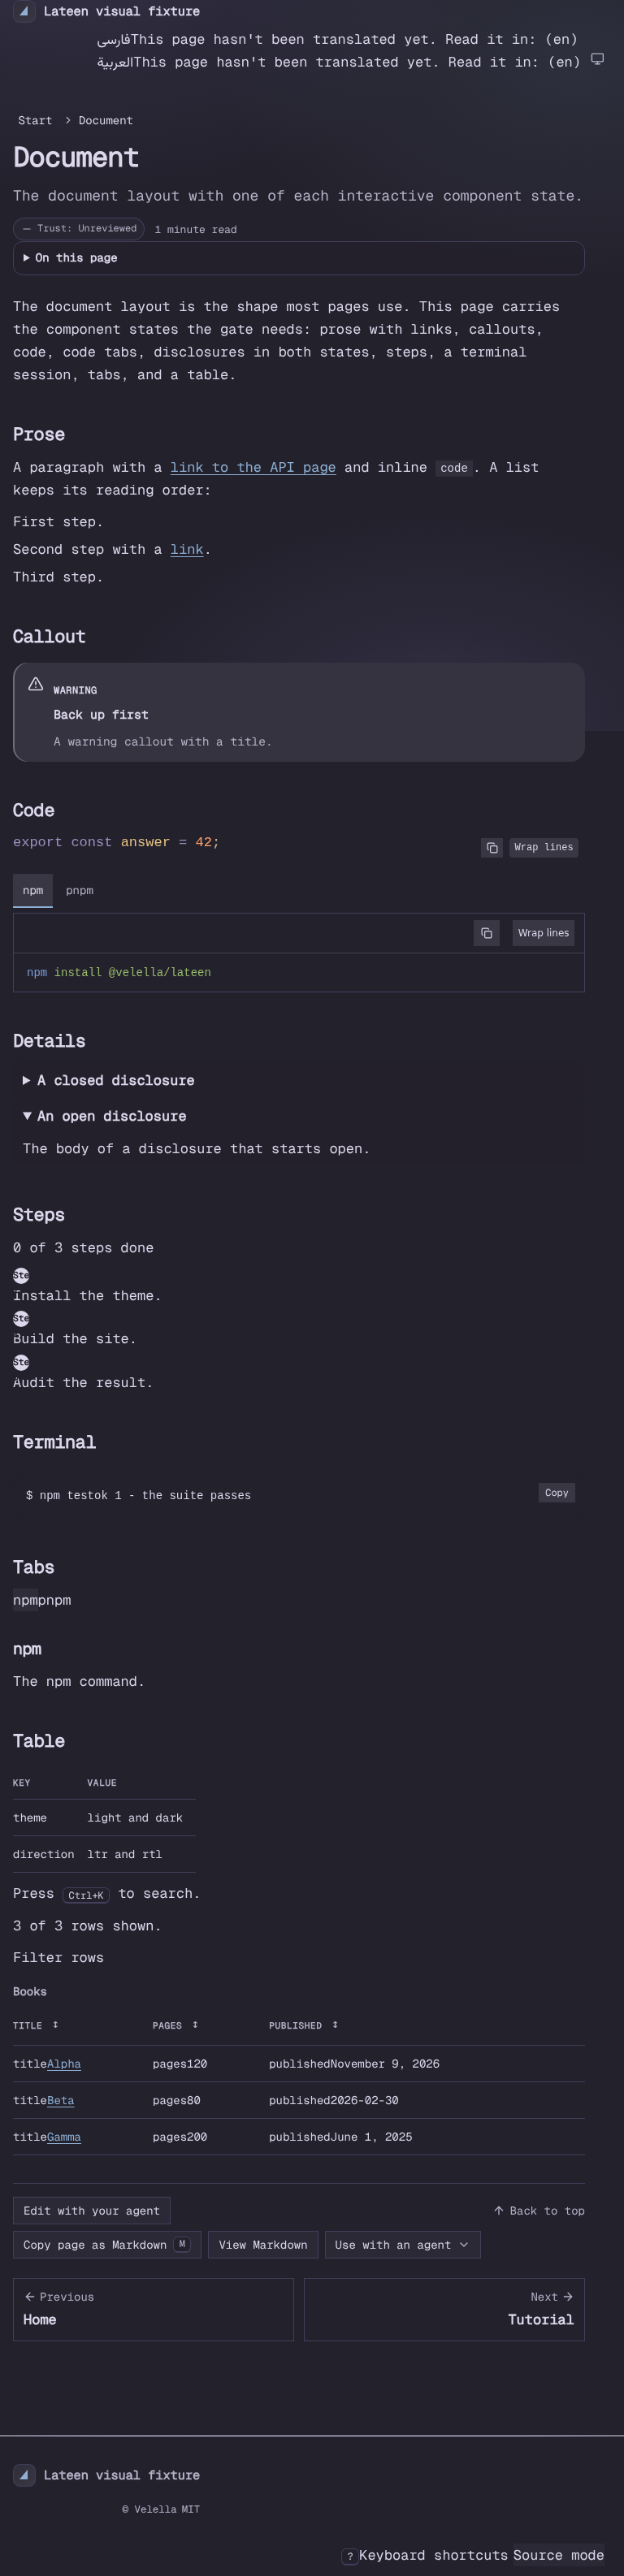 Lateen visual fixture
فارسیThis page hasn't been translated yet. Read it in: (en)
العربيةThis page hasn't been translated yet. Read it in: (en)
Start > Document
Document
The document layout with one of each interactive component state.
— Trust: Unreviewed 1 minute read
On this page
The document layout is the shape most pages use. This page carries
the component states the gate needs: prose with links, callouts,
code, code tabs, disclosures in both states, steps, a terminal
session, tabs, and a table.
Prose
A paragraph with a link to the API page and inline code. A list
keeps its reading order:
First step.
Second step with a link.
Third step.
Callout
WARNING
Back up first
A warning callout with a title.
Code
export const answer = 42;
Wrap lines
npm pnpm
Wrap lines
npm install @velella/lateen
Details
A closed disclosure
An open disclosure
The body of a disclosure that starts open.
Steps
0 of 3 steps done
Ste
Install the theme.
Ste
Build the site.
Ste
Audit the result.
Terminal
$ npm testok 1 - the suite passes
Copy
Tabs
npmpnpm
npm
The npm command.
Table
KEY VALUE
theme light and dark
direction ltr and rtl
Press Ctrl+K to search.
3 of 3 rows shown.
Filter rows
Books
TITLE ↕ PAGES ↕ PUBLISHED ↕
titleAlpha pages120 publishedNovember 9, 2026
titleBeta pages80 published2026-02-30
titleGamma pages200 publishedJune 1, 2025
Edit with your agent ↑ Back to top
Copy page as Markdown M View Markdown Use with an agent
← Previous Next →
Home Tutorial
Lateen visual fixture
© Velella MIT
? Keyboard shortcuts Source mode